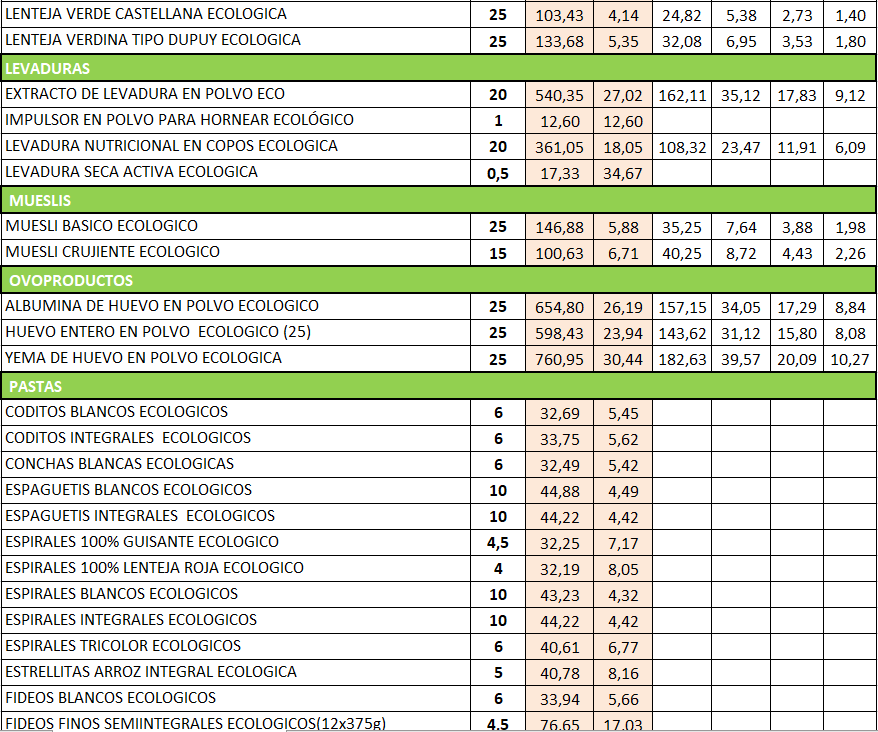 LENTEJA VERDE CASTELLANA ECOLOGICA 25 103,43 4,14 24,82 5,38 2,73 1,40
LENTEJA VERDINA TIPO DUPUY ECOLOGICA 25 133,68 5,35 32,08 6,95 3,53 1,80
LEVADURAS
EXTRACTO DE LEVADURA EN POLVO ECO 20 540,35 27,02 162,11 35,12 17,83 9,12
IMPULSOR EN POLVO PARA HORNEAR ECOLÓGICO 1 12,60 12,60
LEVADURA NUTRICIONAL EN COPOS ECOLOGICA 20 361,05 18,05 108,32 23,47 11,91 6,09
LEVADURA SECA ACTIVA ECOLOGICA 0,5 17,33 34,67
MUESLIS
MUESLI BASICO ECOLOGICO 25 146,88 5,88 35,25 7,64 3,88 1,98
MUESLI CRUJIENTE ECOLOGICO 15 100,63 6,71 40,25 8,72 4,43 2,26
OVOPRODUCTOS
ALBUMINA DE HUEVO EN POLVO ECOLOGICO 25 654,80 26,19 157,15 34,05 17,29 8,84
HUEVO ENTERO EN POLVO ECOLOGICO (25) 25 598,43 23,94 143,62 31,12 15,80 8,08
YEMA DE HUEVO EN POLVO ECOLOGICA 25 760,95 30,44 182,63 39,57 20,09 10,27
PASTAS
CODITOS BLANCOS ECOLOGICOS 6 32,69 5,45
CODITOS INTEGRALES ECOLOGICOS 6 33,75 5,62
CONCHAS BLANCAS ECOLOGICAS 6 32,49 5,42
ESPAGUETIS BLANCOS ECOLOGICOS 10 44,88 4,49
ESPAGUETIS INTEGRALES ECOLOGICOS 10 44,22 4,42
ESPIRALES 100% GUISANTE ECOLOGICO 4,5 32,25 7,17
ESPIRALES 100% LENTEJA ROJA ECOLOGICO 4 32,19 8,05
ESPIRALES BLANCOS ECOLOGICOS 10 43,23 4,32
ESPIRALES INTEGRALES ECOLOGICOS 10 44,22 4,42
ESPIRALES TRICOLOR ECOLOGICOS 6 40,61 6,77
ESTRELLITAS ARROZ INTEGRAL ECOLOGICA 5 40,78 8,16
FIDEOS BLANCOS ECOLOGICOS 6 33,94 5,66
FIDEOS FINOS SEMIINTEGRALES ECOLOGICOS(12x375g) 4,5 76,65 17,03